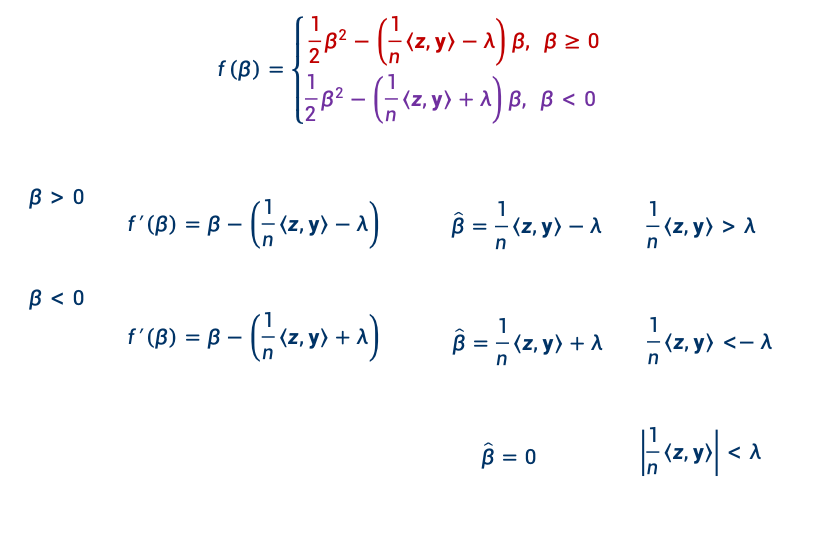 f (β) = { 1/2 β² − (1/n ⟨z, y⟩ − λ) β, β ≥ 0
1/2 β² − (1/n ⟨z, y⟩ + λ) β, β < 0
β > 0
f ′(β) = β − (1/n ⟨z, y⟩ − λ) β̂ = 1/n ⟨z, y⟩ − λ 1/n ⟨z, y⟩ > λ
β < 0
f ′(β) = β − (1/n ⟨z, y⟩ + λ) β̂ = 1/n ⟨z, y⟩ + λ 1/n ⟨z, y⟩ <− λ
β̂ = 0 |1/n ⟨z, y⟩| < λ